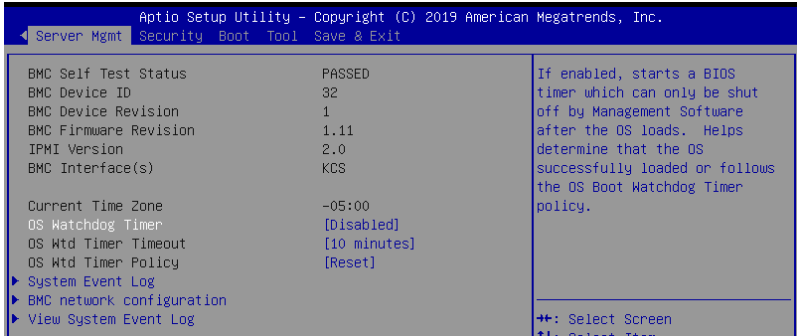 Aptio Setup Utility – Copyright (C) 2019 American Megatrends, Inc.
Server Mgmt Security Boot Tool Save & Exit
BMC Self Test Status PASSED
BMC Device ID 32
BMC Device Revision 1
BMC Firmware Revision 1.11
IPMI Version 2.0
BMC Interface(s) KCS
Current Time Zone -05:00
OS Watchdog Timer [Disabled]
OS Wtd Timer Timeout [10 minutes]
OS Wtd Timer Policy [Reset]
System Event Log
BMC network configuration
View System Event Log
If enabled, starts a BIOS
timer which can only be shut
off by Management Software
after the OS loads. Helps
determine that the OS
successfully loaded or follows
the OS Boot Watchdog Timer
policy.
→←: Select Screen
↑↓: Select Item